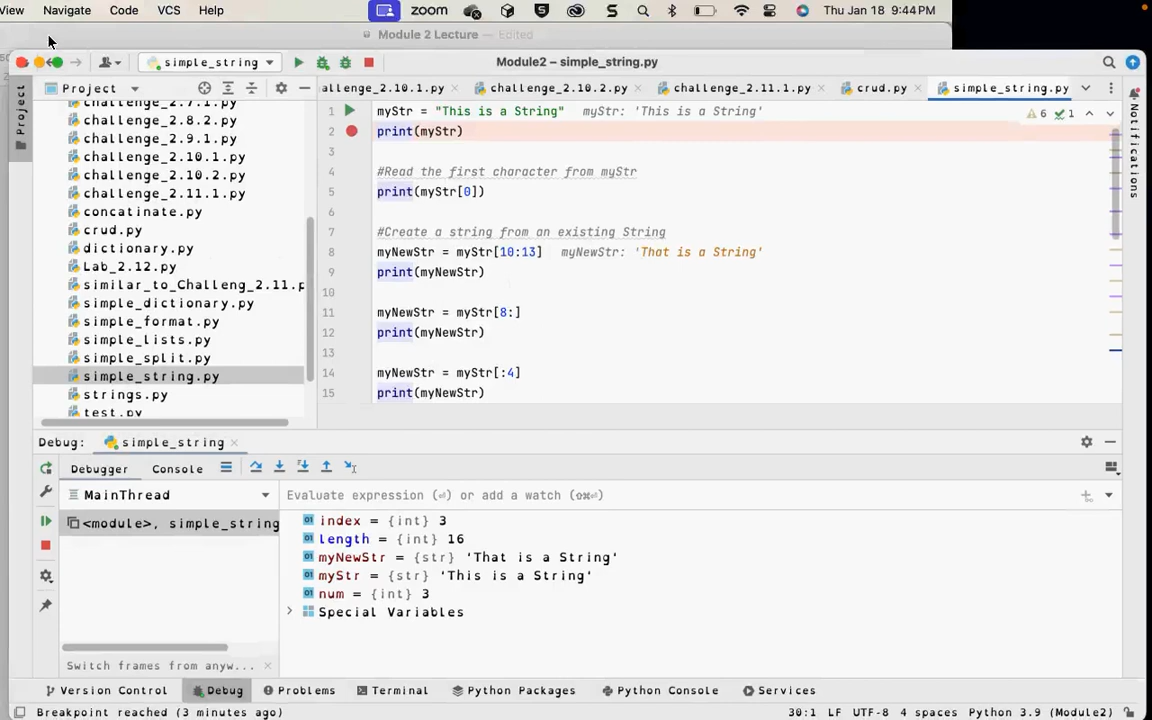 View Navigate Code VCS Help zoom Thu Jan 18 9:44 PM
Module 2 Lecture — Edited
simple_string Module2 – simple_string.py
Project
Project allenge_2.10.1.py challenge_2.10.2.py challenge_2.11.1.py crud.py simple_string.py
Notifications
challenge_2.7.1.py
challenge_2.8.2.py
challenge_2.9.1.py
challenge_2.10.1.py
challenge_2.10.2.py
challenge_2.11.1.py
concatinate.py
crud.py
dictionary.py
Lab_2.12.py
similar_to_Challeng_2.11.p
simple_dictionary.py
simple_format.py
simple_lists.py
simple_split.py
simple_string.py
strings.py
test.py
1 myStr = "This is a String" myStr: 'This is a String' 6 1
2 print(myStr)
3
4 #Read the first character from myStr
5 print(myStr[0])
6
7 #Create a string from an existing String
8 myNewStr = myStr[10:13] myNewStr: 'That is a String'
9 print(myNewStr)
10
11 myNewStr = myStr[8:]
12 print(myNewStr)
13
14 myNewStr = myStr[:4]
15 print(myNewStr)
Debug: simple_string
Debugger Console
MainThread Evaluate expression (⏎) or add a watch (⇧⌘⏎)
<module>, simple_string
index = {int} 3
length = {int} 16
myNewStr = {str} 'That is a String'
myStr = {str} 'This is a String'
num = {int} 3
Special Variables
Switch frames from anyw...
Version Control Debug Problems Terminal Python Packages Python Console Services
Breakpoint reached (3 minutes ago) 30:1 LF UTF-8 4 spaces Python 3.9 (Module2)